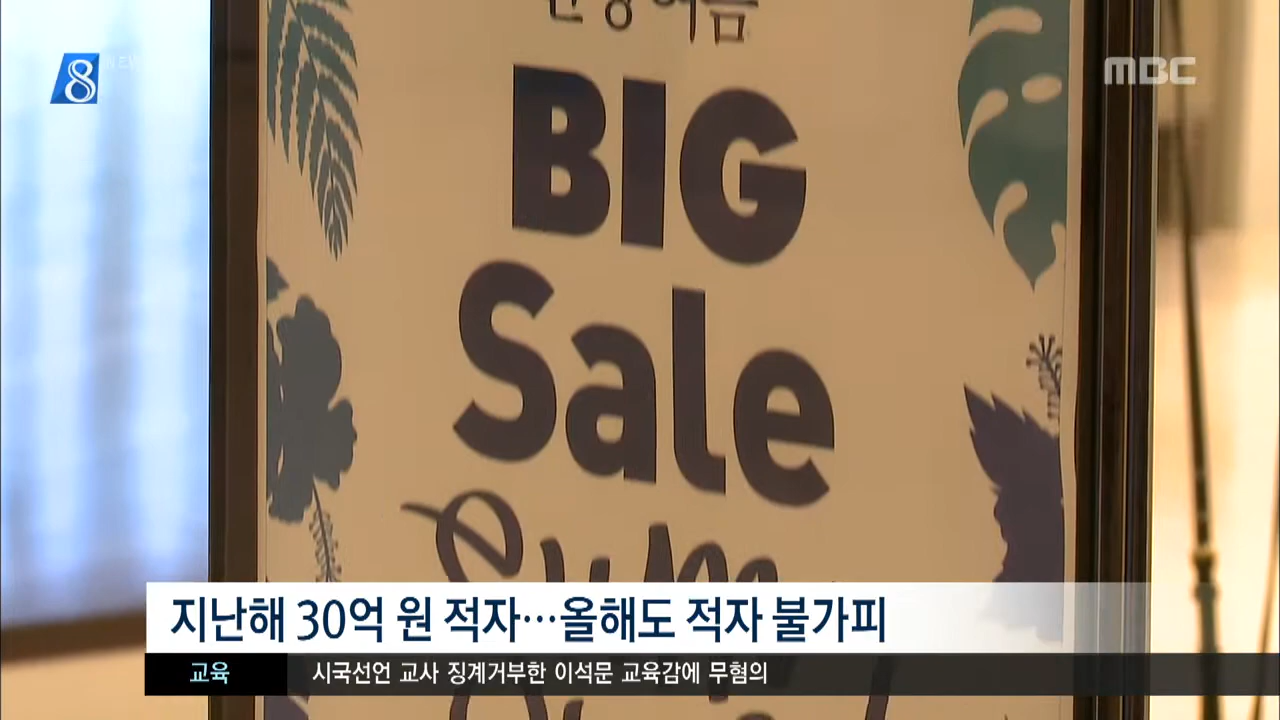 8
MBC
BIG
Sale
지난해 30억 원 적자…올해도 적자 불가피
교육 시국선언 교사 징계거부한 이석문 교육감에 무혐의